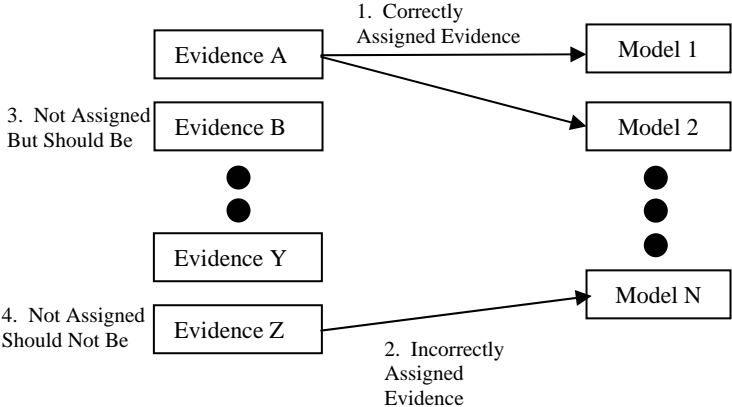 1. Correctly
Assigned Evidence
Evidence A
Model 1
3. Not Assigned
But Should Be
Evidence B
Model 2
Evidence Y
Model N
4. Not Assigned
Should Not Be
Evidence Z
2. Incorrectly
Assigned
Evidence